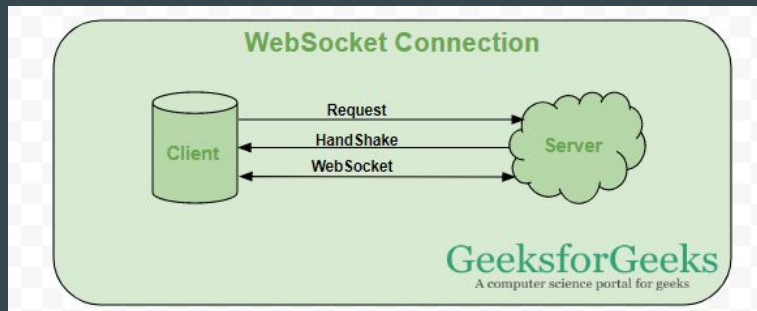 WebSocket Connection
Request
HandShake
Client
Server
WebSocket
GeeksforGeeks
A computer science portal for geeks